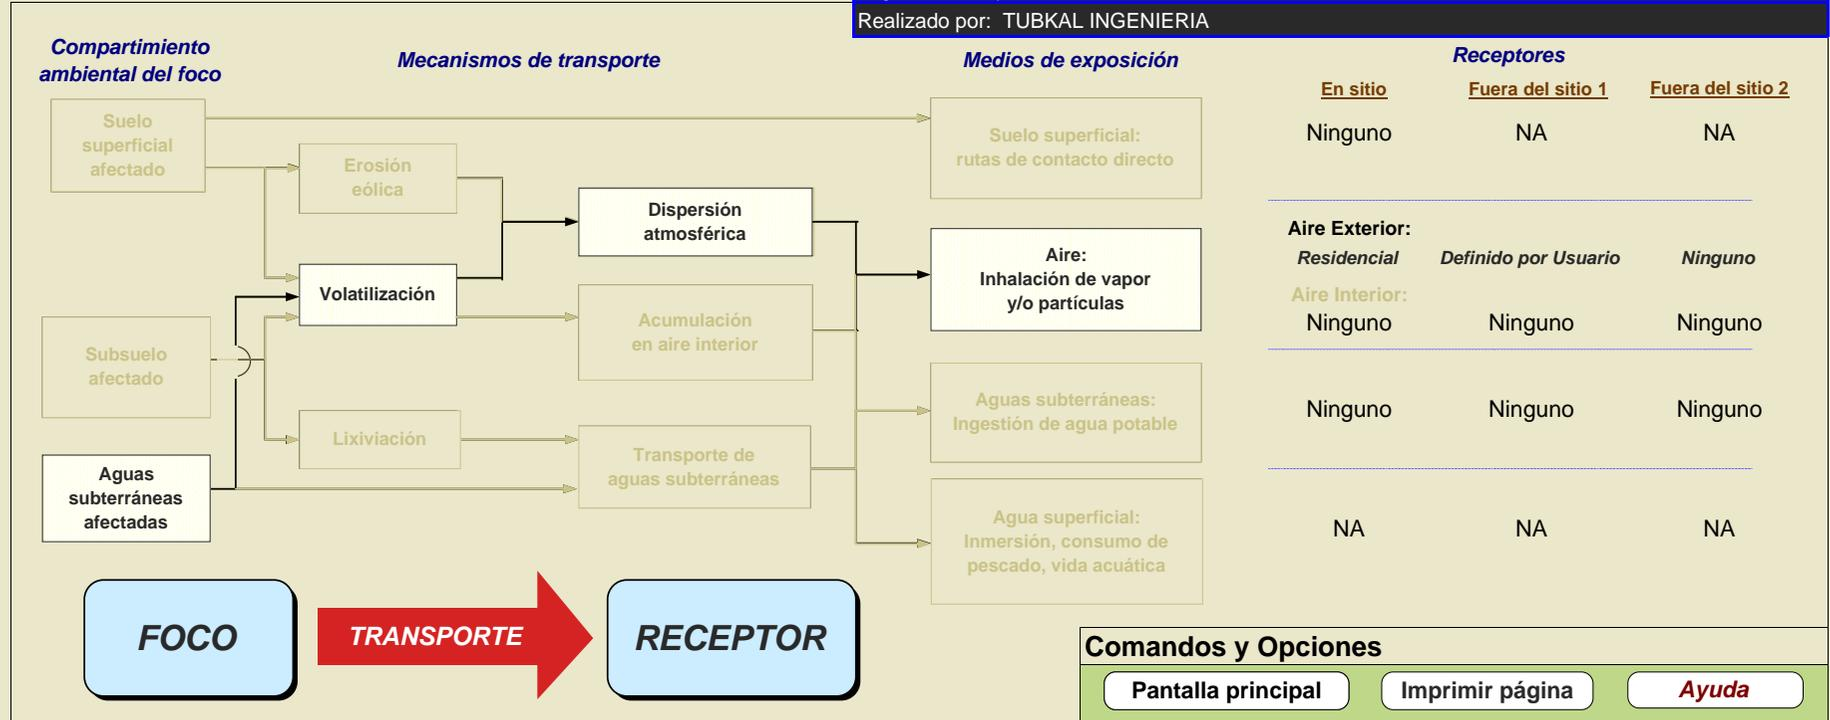 Realizado por: TUBKAL INGENIERIA
Compartimiento
ambiental del foco
Mecanismos de transporte
Medios de exposición
Receptores
En sitio
Fuera del sitio 1
Fuera del sitio 2
Suelo
superficial
afectado
Erosión
eólica
Volatilización
Subsuelo
afectado
Lixiviación
Aguas
subterráneas
afectadas
Dispersión
atmosférica
Acumulación
en aire interior
Transporte de
aguas subterráneas
Suelo superficial:
rutas de contacto directo
Aire:
Inhalación de vapor
y/o partículas
Aguas subterráneas:
Ingestión de agua potable
Agua superficial:
Inmersión, consumo de
pescado, vida acuática
Ninguno NA NA
Aire Exterior:
Residencial Definido por Usuario Ninguno
Aire Interior:
Ninguno Ninguno Ninguno
Ninguno Ninguno Ninguno
NA NA NA
FOCO
TRANSPORTE
RECEPTOR
Comandos y Opciones
Pantalla principal
Imprimir página
Ayuda